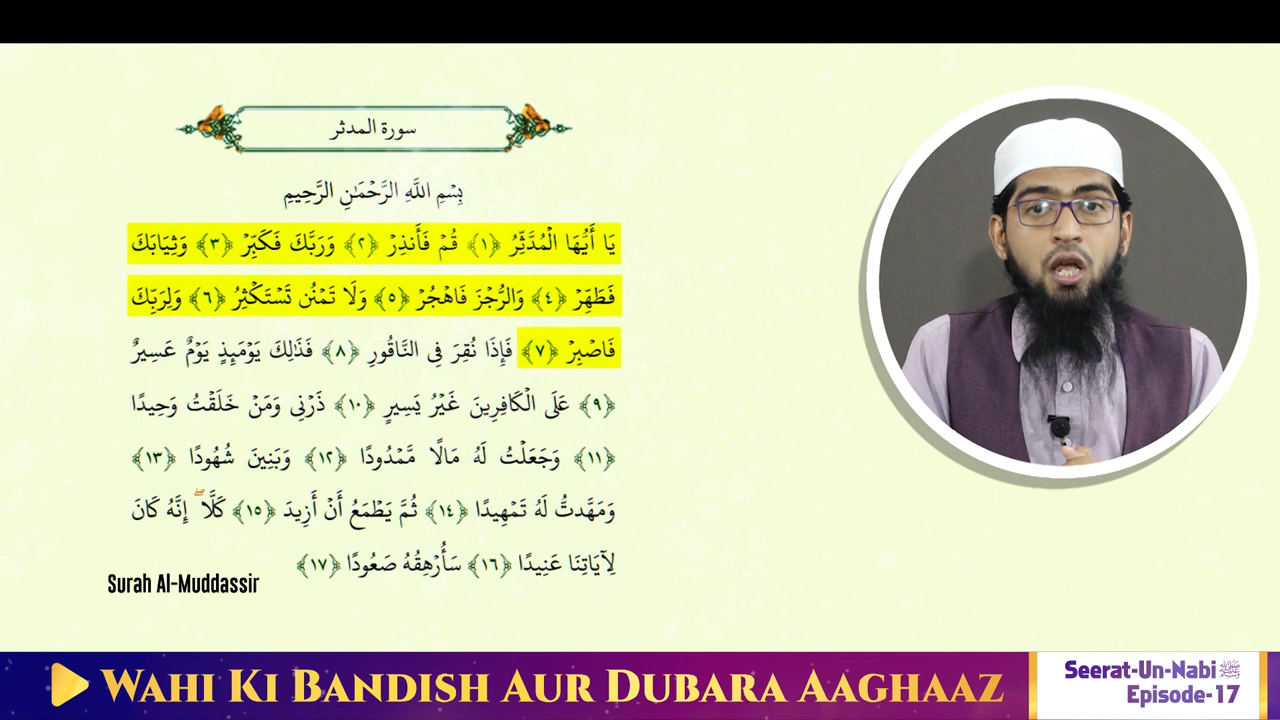 سورة المدثر
بِسْمِ اللَّهِ الرَّحْمَٰنِ الرَّحِيمِ
يَا أَيُّهَا الْمُدَّثِّرُ ﴿١﴾ قُمْ فَأَنذِرْ ﴿٢﴾ وَرَبَّكَ فَكَبِّرْ ﴿٣﴾ وَثِيَابَكَ
فَطَهِّرْ ﴿٤﴾ وَالرُّجْزَ فَاهْجُرْ ﴿٥﴾ وَلَا تَمْنُن تَسْتَكْثِرُ ﴿٦﴾ وَلِرَبِّكَ
فَاصْبِرْ ﴿٧﴾ فَإِذَا نُقِرَ فِي النَّاقُورِ ﴿٨﴾ فَذَٰلِكَ يَوْمَئِذٍ يَوْمٌ عَسِيرٌ
﴿٩﴾ عَلَى الْكَافِرِينَ غَيْرُ يَسِيرٍ ﴿١٠﴾ ذَرْنِي وَمَنْ خَلَقْتُ وَحِيدًا
﴿١١﴾ وَجَعَلْتُ لَهُ مَالًا مَّمْدُودًا ﴿١٢﴾ وَبَنِينَ شُهُودًا ﴿١٣﴾
وَمَهَّدتُّ لَهُ تَمْهِيدًا ﴿١٤﴾ ثُمَّ يَطْمَعُ أَنْ أَزِيدَ ﴿١٥﴾ كَلَّا ۖ إِنَّهُ كَانَ
لِآيَاتِنَا عَنِيدًا ﴿١٦﴾ سَأُرْهِقُهُ صَعُودًا ﴿١٧﴾
Surah Al-Muddassir
Wahi Ki Bandish Aur Dubara Aaghaaz
Seerat-Un-Nabi ﷺ
Episode-17